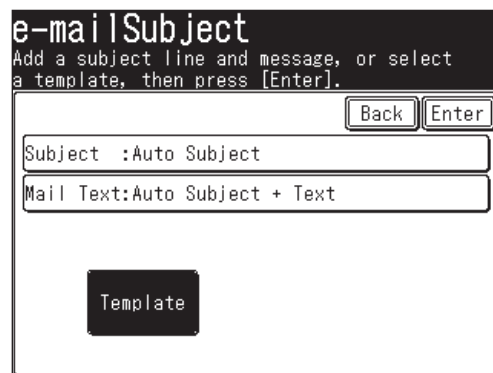 e-mailSubject
Add a subject line and message, or select
a template, then press [Enter].
Back Enter
Subject :Auto Subject
Mail Text:Auto Subject + Text
Template